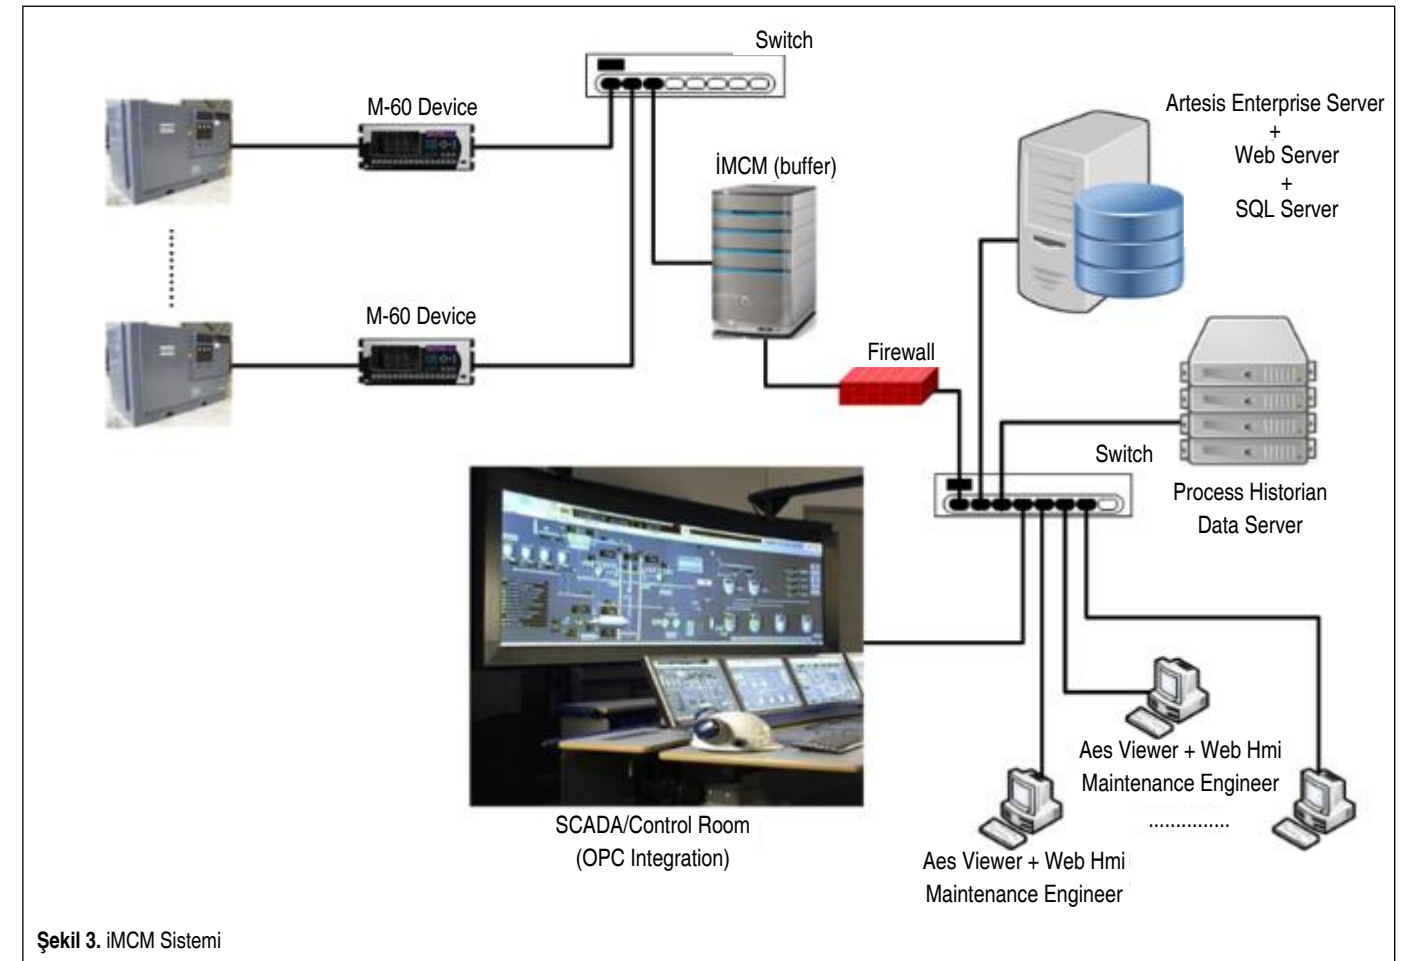 Switch
M-60 Device
İMCM (buffer)
Artesis Enterprise Server
+
Web Server
+
SQL Server
M-60 Device
Firewall
Switch
Process Historian
Data Server
Aes Viewer + Web Hmi
Maintenance Engineer
...............
SCADA/Control Room
(OPC Integration)
Aes Viewer + Web Hmi
Maintenance Engineer
Şekil 3. iMCM Sistemi